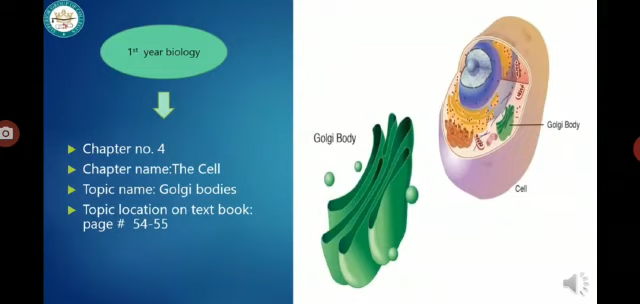 1st year biology
Chapter no. 4
Chapter name:The Cell
Topic name: Golgi bodies
Topic location on text book:
page # 54-55
Golgi Body
Golgi Body
Cell